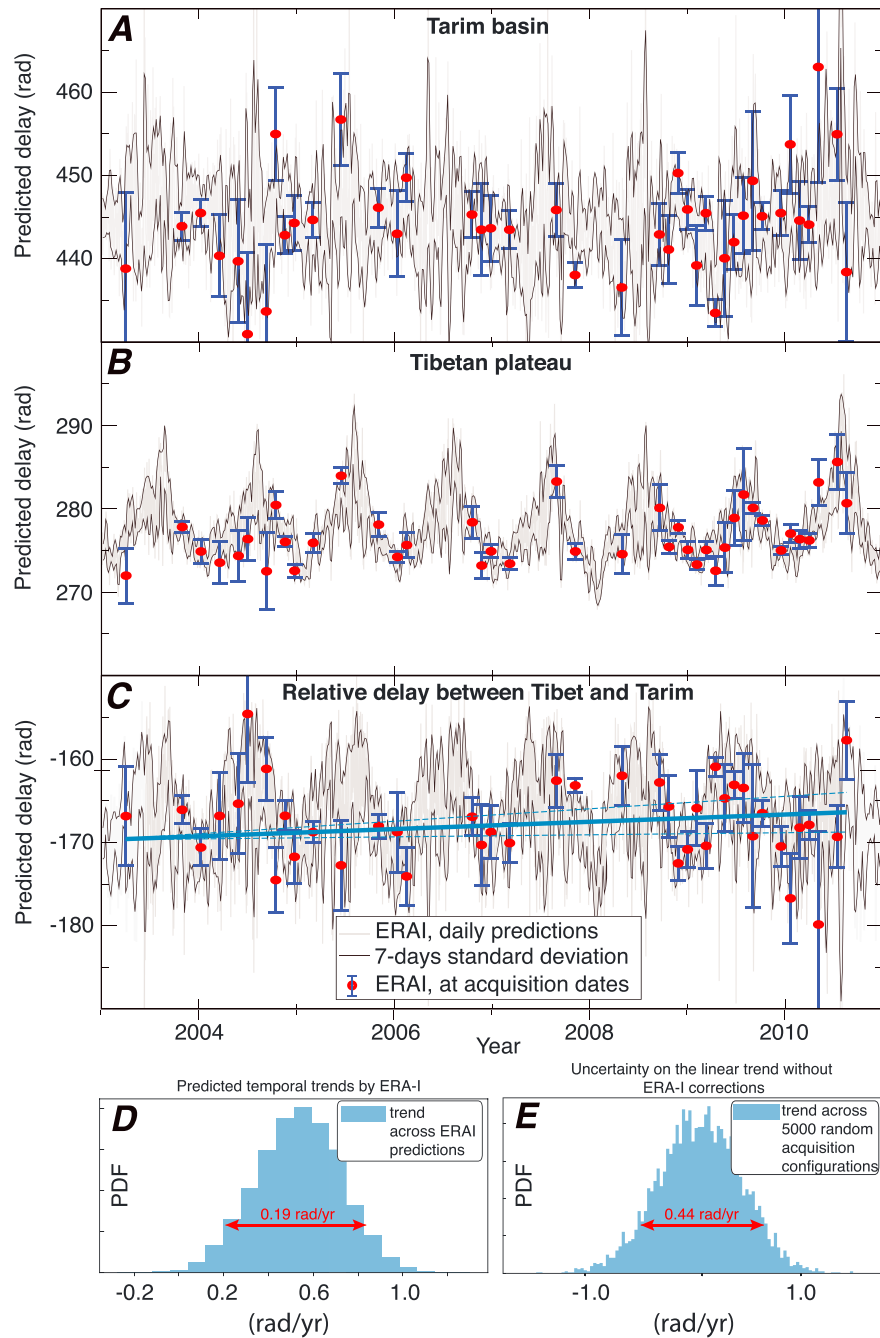 A
Tarim basin
Predicted delay (rad)
460
450
440
B
Tibetan plateau
Predicted delay (rad)
290
280
270
C
Relative delay between Tibet and Tarim
Predicted delay (rad)
-160
-170
-180
ERAI, daily predictions
7-days standard deviation
ERAI, at acquisition dates
2004
2006
2008
2010
Year
Predicted temporal trends by ERA-I
D
trend
across ERAI
predictions
PDF
0.19 rad/yr
-0.2
0.2
0.6
1.0
(rad/yr)
Uncertainty on the linear trend without
ERA-I corrections
E
trend across
5000 random
acquisition
configurations
PDF
0.44 rad/yr
-1.0
1.0
(rad/yr)